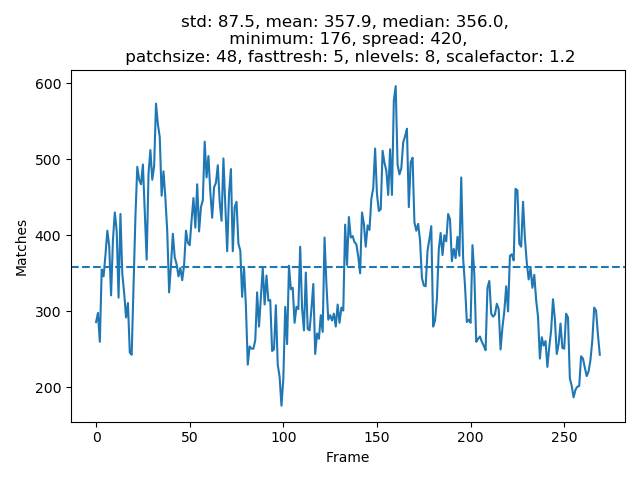 std: 87.5, mean: 357.9, median: 356.0,
minimum: 176, spread: 420,
patchsize: 48, fasttresh: 5, nlevels: 8, scalefactor: 1.2
600
500
400
300
200
Matches
0 50 100 150 200 250
Frame